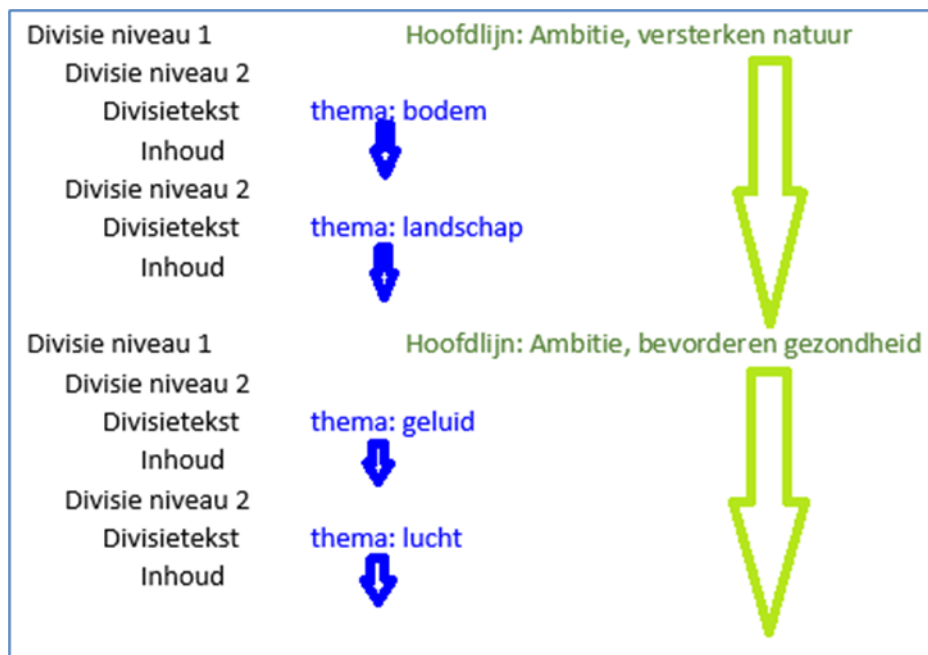 Divisie niveau 1 Hoofdlijn: Ambitie, versterken natuur
Divisie niveau 2
Divisietekst thema: bodem
Inhoud
Divisie niveau 2
Divisietekst thema: landschap
Inhoud
Divisie niveau 1 Hoofdlijn: Ambitie, bevorderen gezondheid
Divisie niveau 2
Divisietekst thema: geluid
Inhoud
Divisie niveau 2
Divisietekst thema: lucht
Inhoud